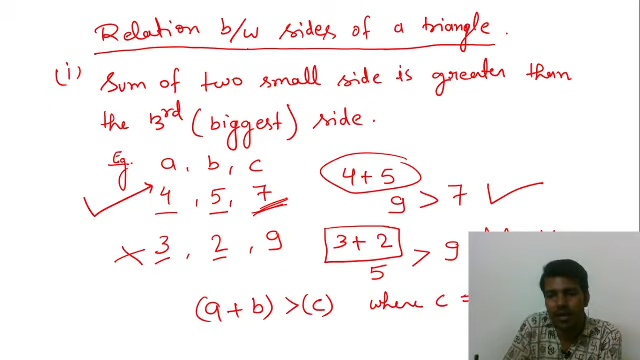 Relation b/w sides of a triangle.
(i) Sum of two small side is greater than
the 3rd (biggest) side.
Eg a, b, c
4, 5, 7 4+5
9 > 7
3, 2, 9 3+2 > 9
5
(a+b) > (c) where c =